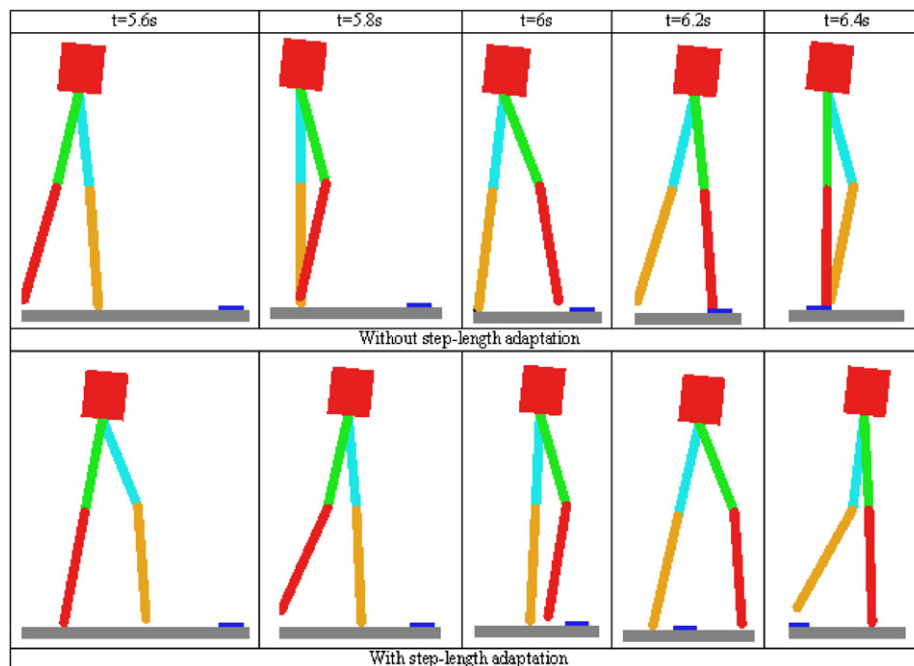 t=5.6s t=5.8s t=6s t=6.2s t=6.4s
Without step-length adaptation
With step-length adaptation